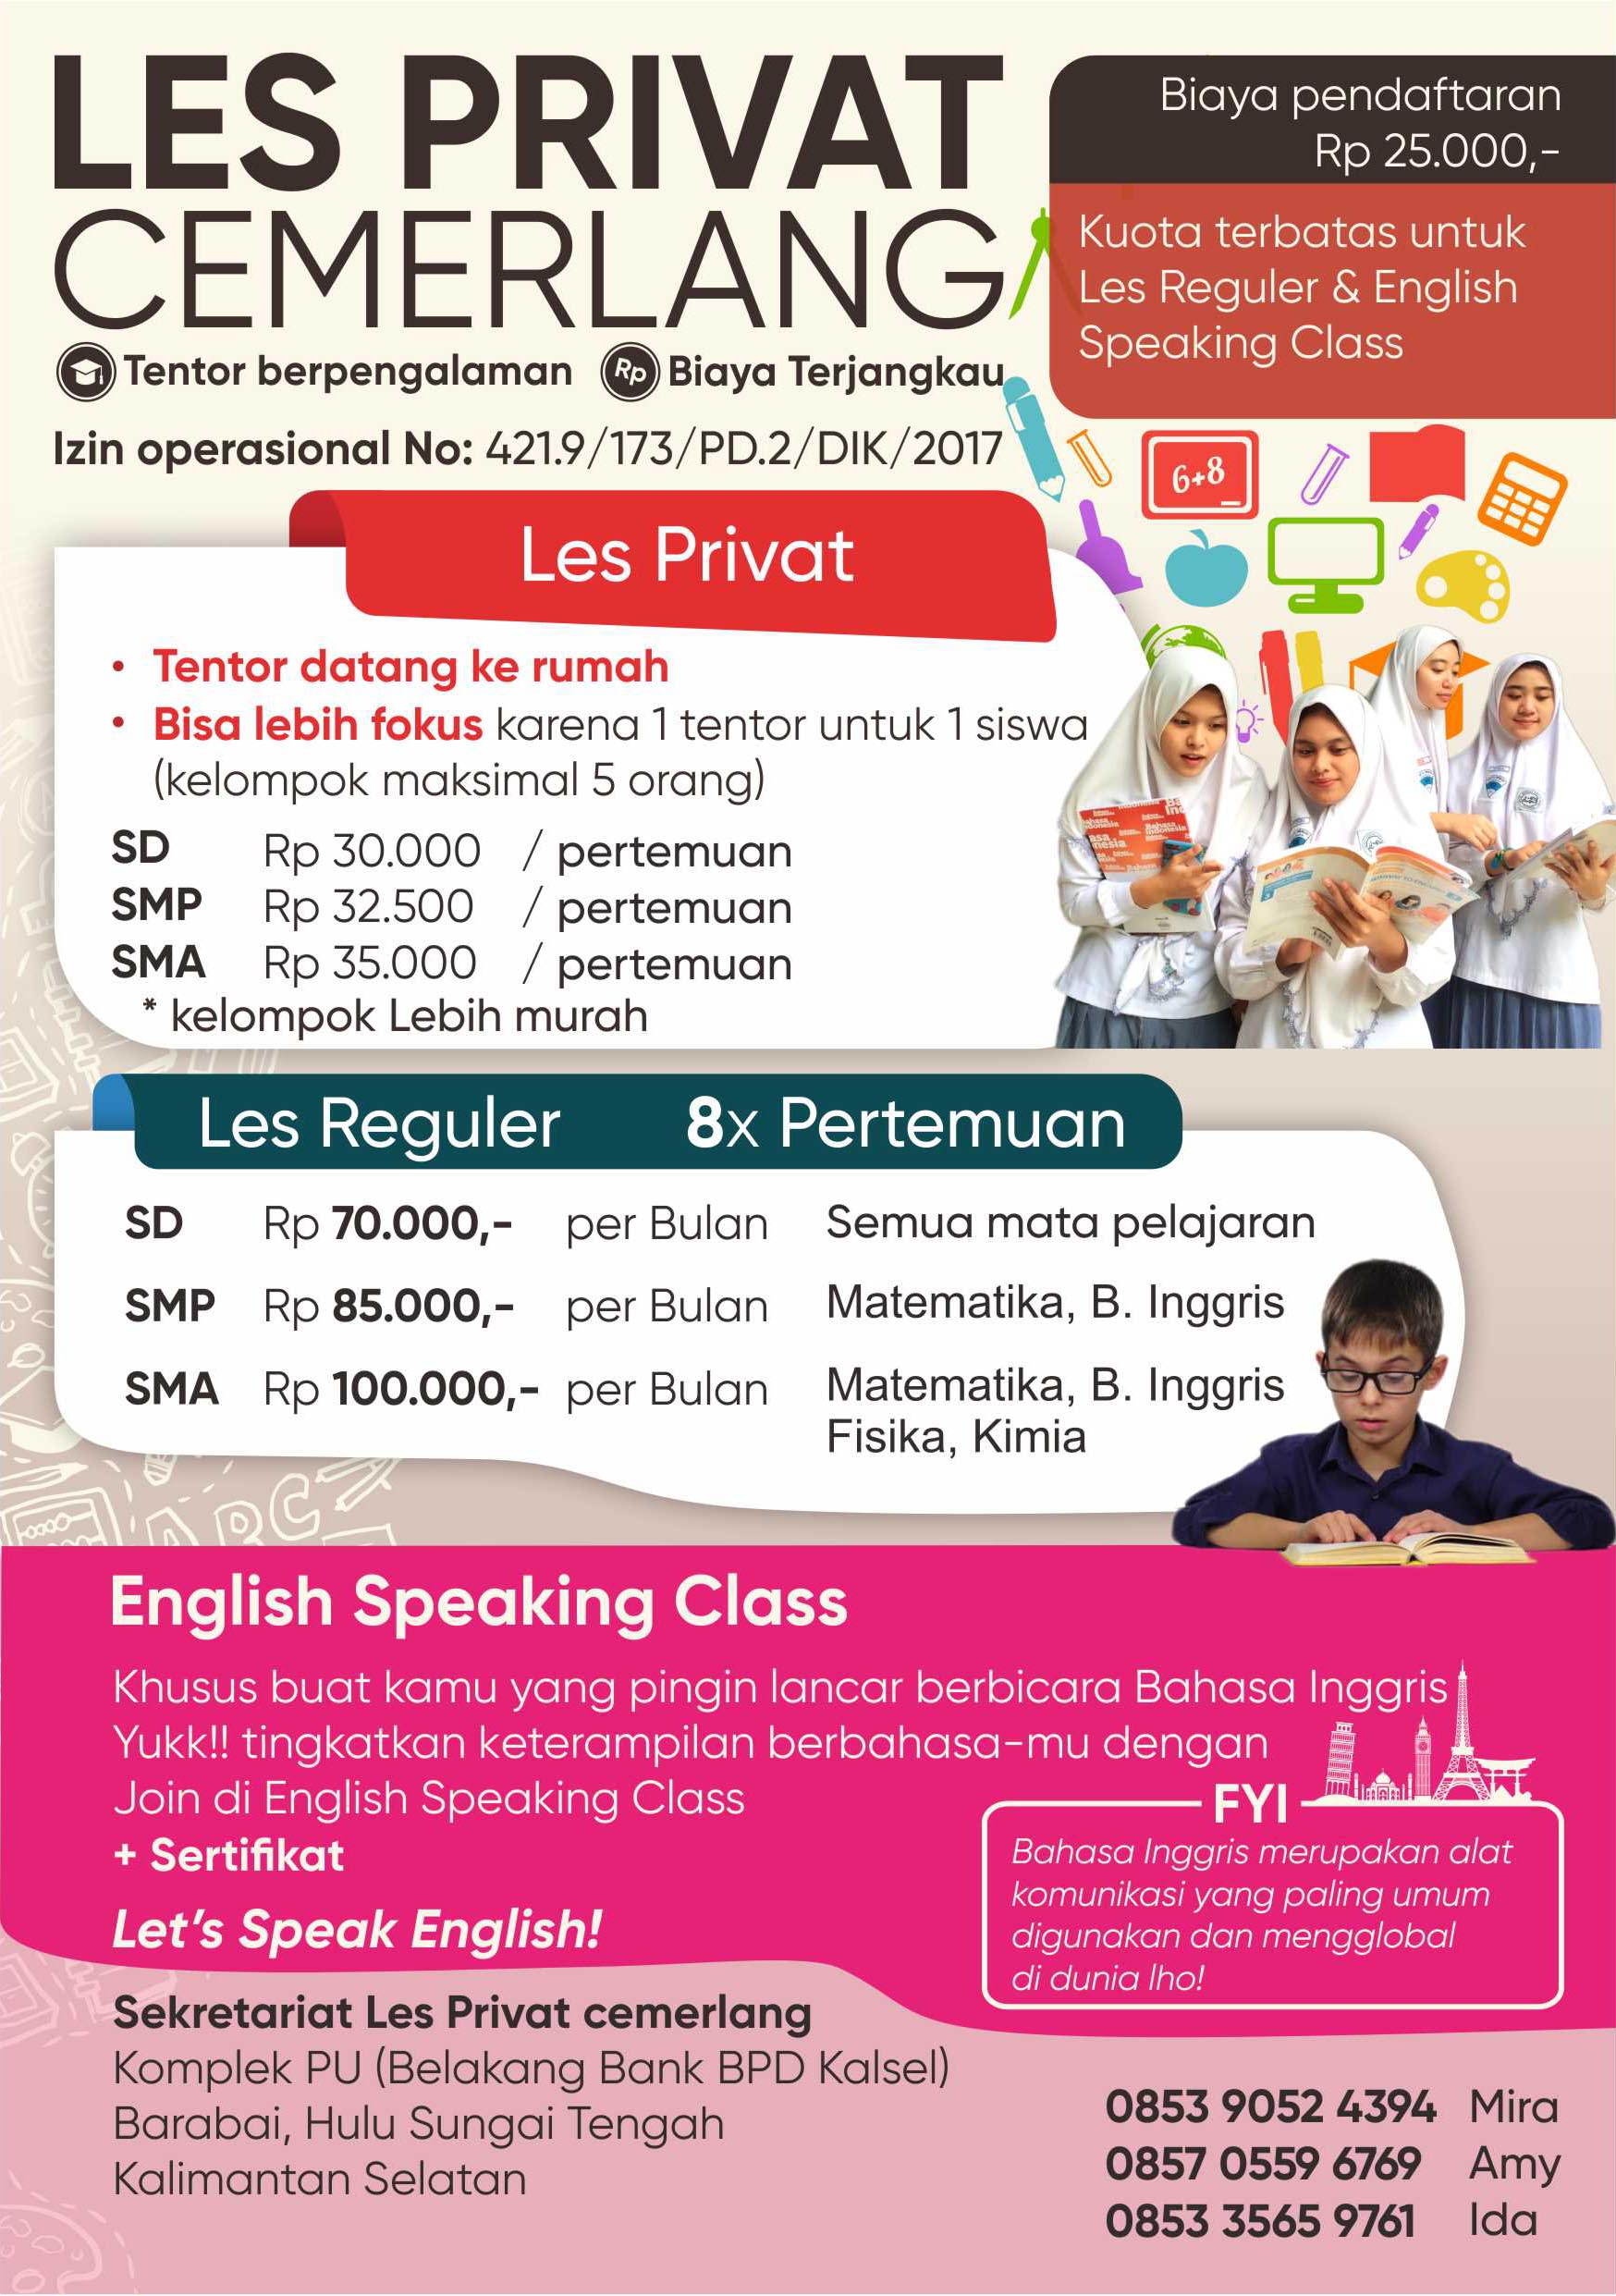 LES PRIVAT
CEMERLANG
Tentor berpengalaman
Rp Biaya Terjangkau
Izin operasional No: 421.9/173/PD.2/DIK/2017
Biaya pendaftaran
Rp 25.000,-
Kuota terbatas untuk
Les Reguler & English
Speaking Class
6+8
Les Privat
• Tentor datang ke rumah
• Bisa lebih fokus karena 1 tentor untuk 1 siswa
(kelompok maksimal 5 orang)
SD Rp 30.000 / pertemuan
SMP Rp 32.500 / pertemuan
SMA Rp 35.000 / pertemuan
* kelompok Lebih murah
Les Reguler 8x Pertemuan
SD Rp 70.000,- per Bulan Semua mata pelajaran
SMP Rp 85.000,- per Bulan Matematika, B. Inggris
SMA Rp 100.000,- per Bulan Matematika, B. Inggris
Fisika, Kimia
ABC
English Speaking Class
Khusus buat kamu yang pingin lancar berbicara Bahasa Inggris
Yukk!! tingkatkan keterampilan berbahasa-mu dengan
Join di English Speaking Class
+ Sertifikat
Let's Speak English!
FYI
Bahasa Inggris merupakan alat
komunikasi yang paling umum
digunakan dan mengglobal
di dunia lho!
Sekretariat Les Privat cemerlang
Komplek PU (Belakang Bank BPD Kalsel)
Barabai, Hulu Sungai Tengah
Kalimantan Selatan
0853 9052 4394 Mira
0857 0559 6769 Amy
0853 3565 9761 Ida